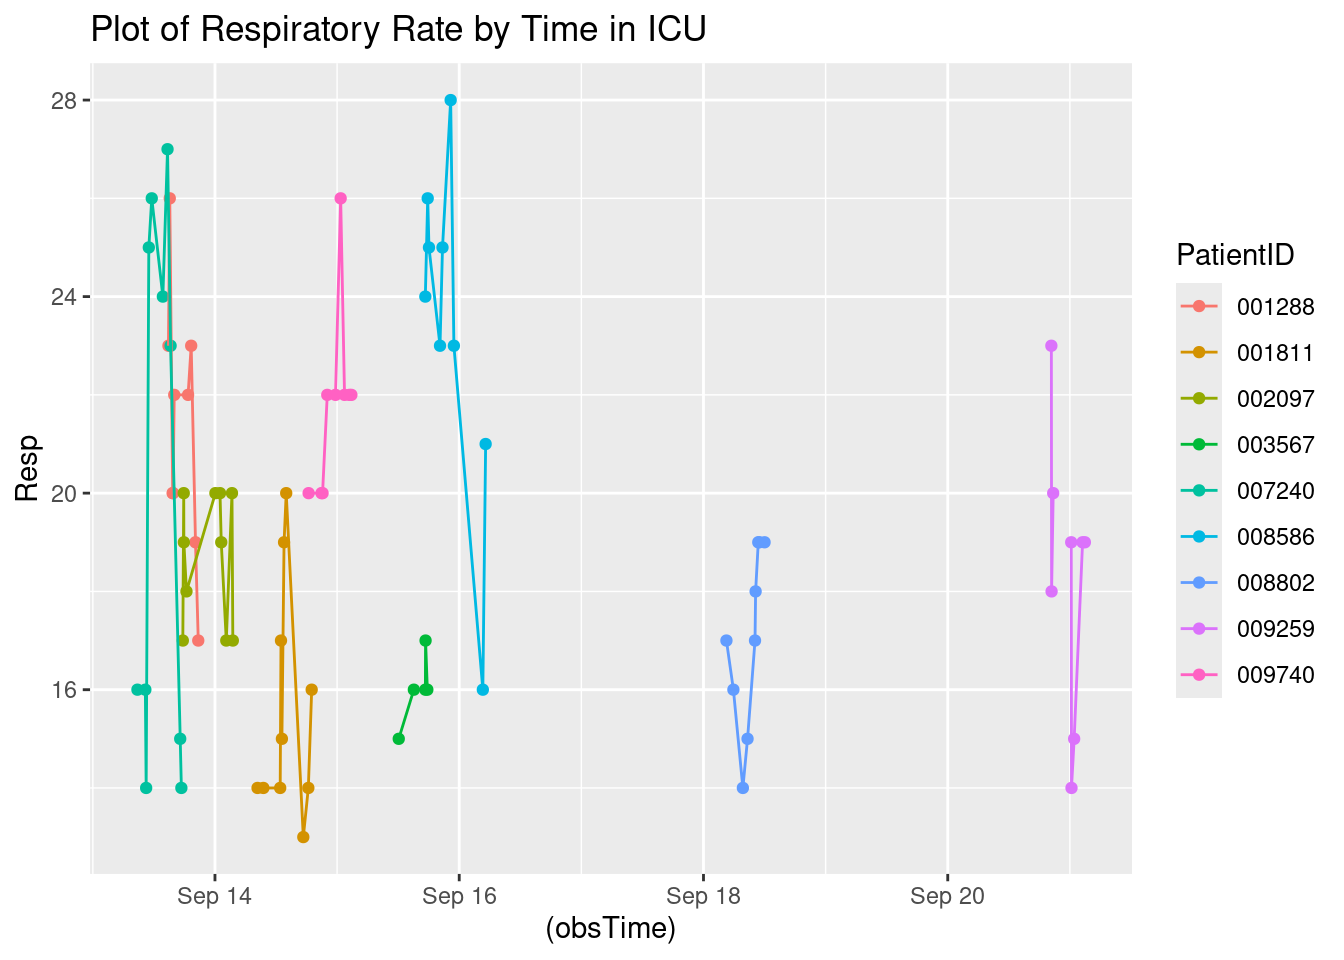 Plot of Respiratory Rate by Time in ICU
28
24
20
16
Resp
Sep 14
Sep 16
Sep 18
Sep 20
(obsTime)
PatientID
001288
001811
002097
003567
007240
008586
008802
009259
009740